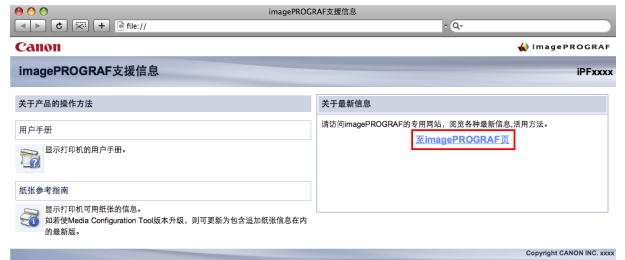 imagePROGRAF支援信息
file://
Q-
Canon
imagePROGRAF
imagePROGRAF支援信息
iPFxxxx
关于产品的操作方法
用户手册
显示打印机的用户手册。
纸张参考指南
显示打印机可用纸张的信息。
如若使Media Configuration Tool版本升级，则可更新为包含追加纸张信息在内
的最新版。
关于最新信息
请访问imagePROGRAF的专用网站，阅览各种最新信息,活用方法。
至imagePROGRAF页
Copyright CANON INC. xxxx